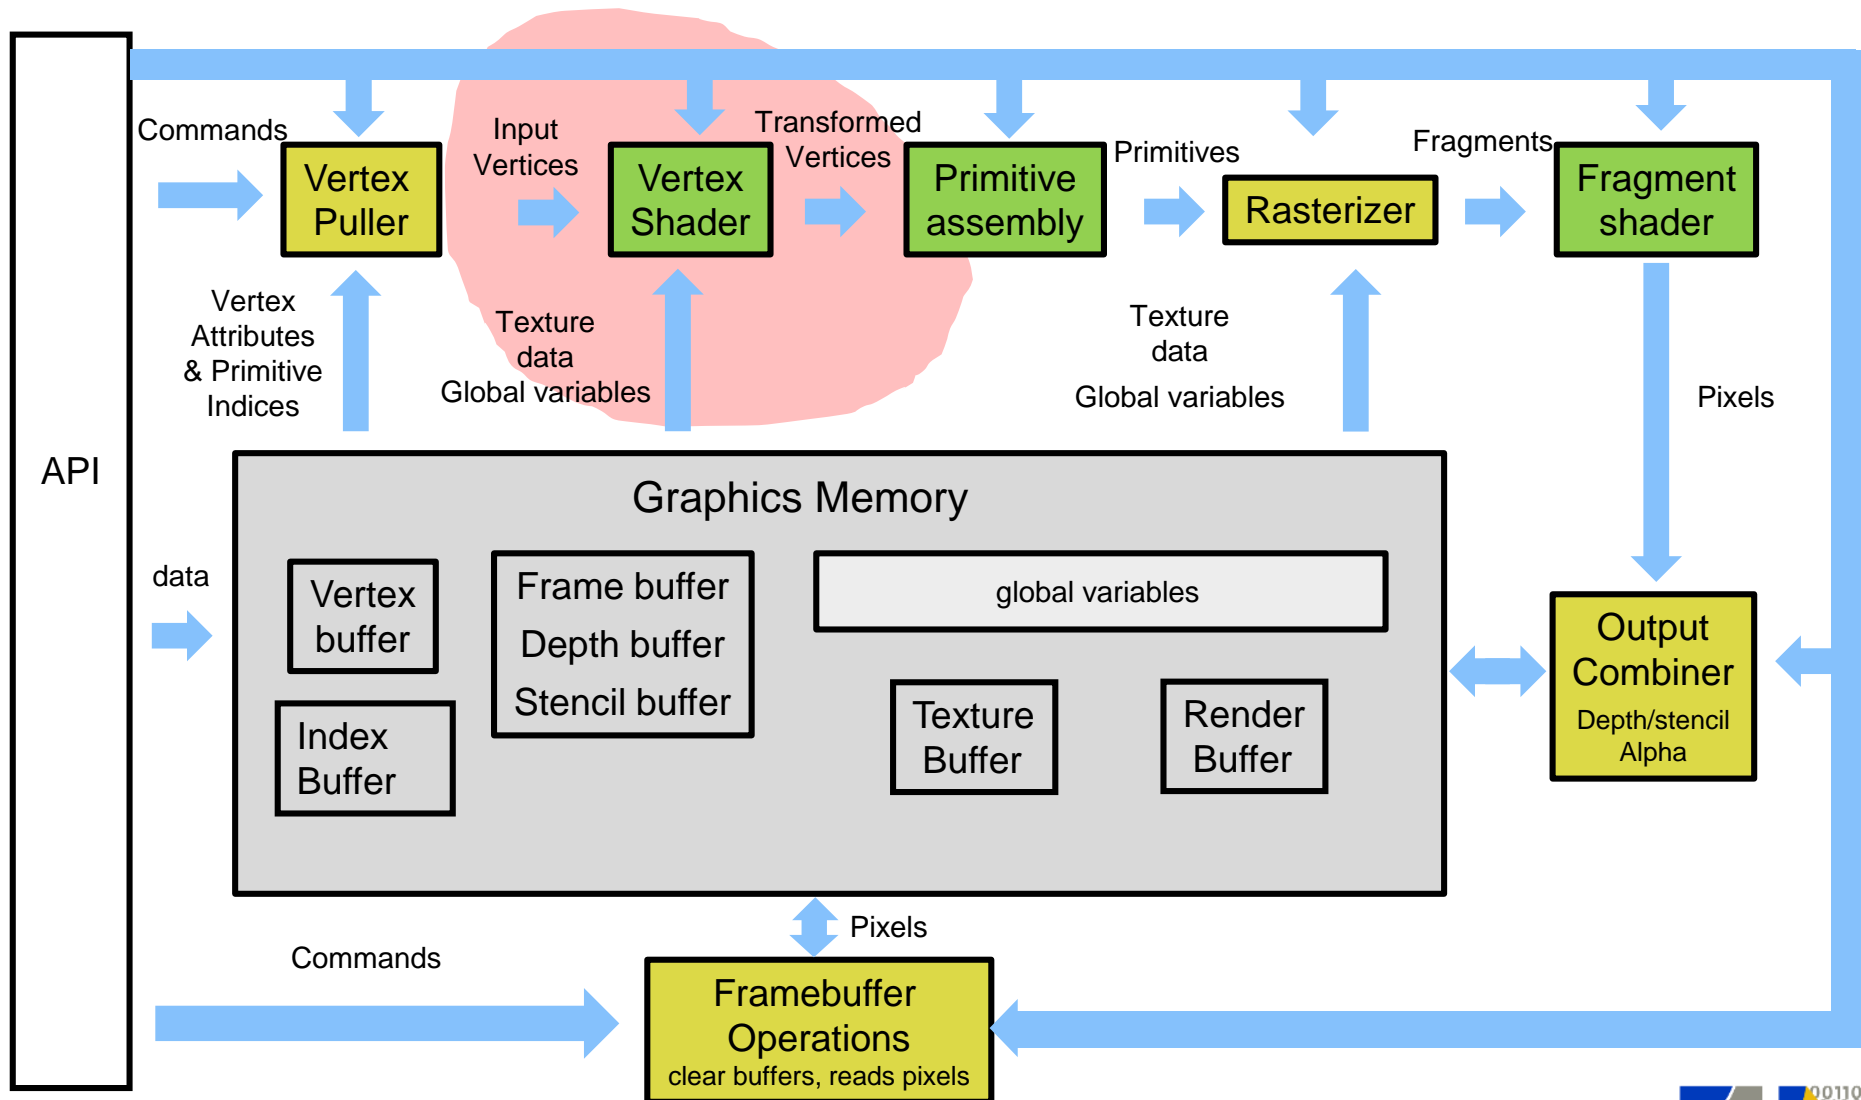 API
Commands
Vertex
Puller
Input
Vertices
Vertex
Shader
Transformed
Vertices
Primitive
assembly
Primitives
Rasterizer
Fragments
Fragment
shader
Vertex
Attributes
& Primitive
Indices
Texture
data
Global variables
Texture
data
Global variables
Pixels
data
Graphics Memory
Vertex
buffer
Index
Buffer
Frame buffer
Depth buffer
Stencil buffer
global variables
Texture
Buffer
Render
Buffer
Output
Combiner
Depth/stencil
Alpha
Pixels
Commands
Framebuffer
Operations
clear buffers, reads pixels
00110